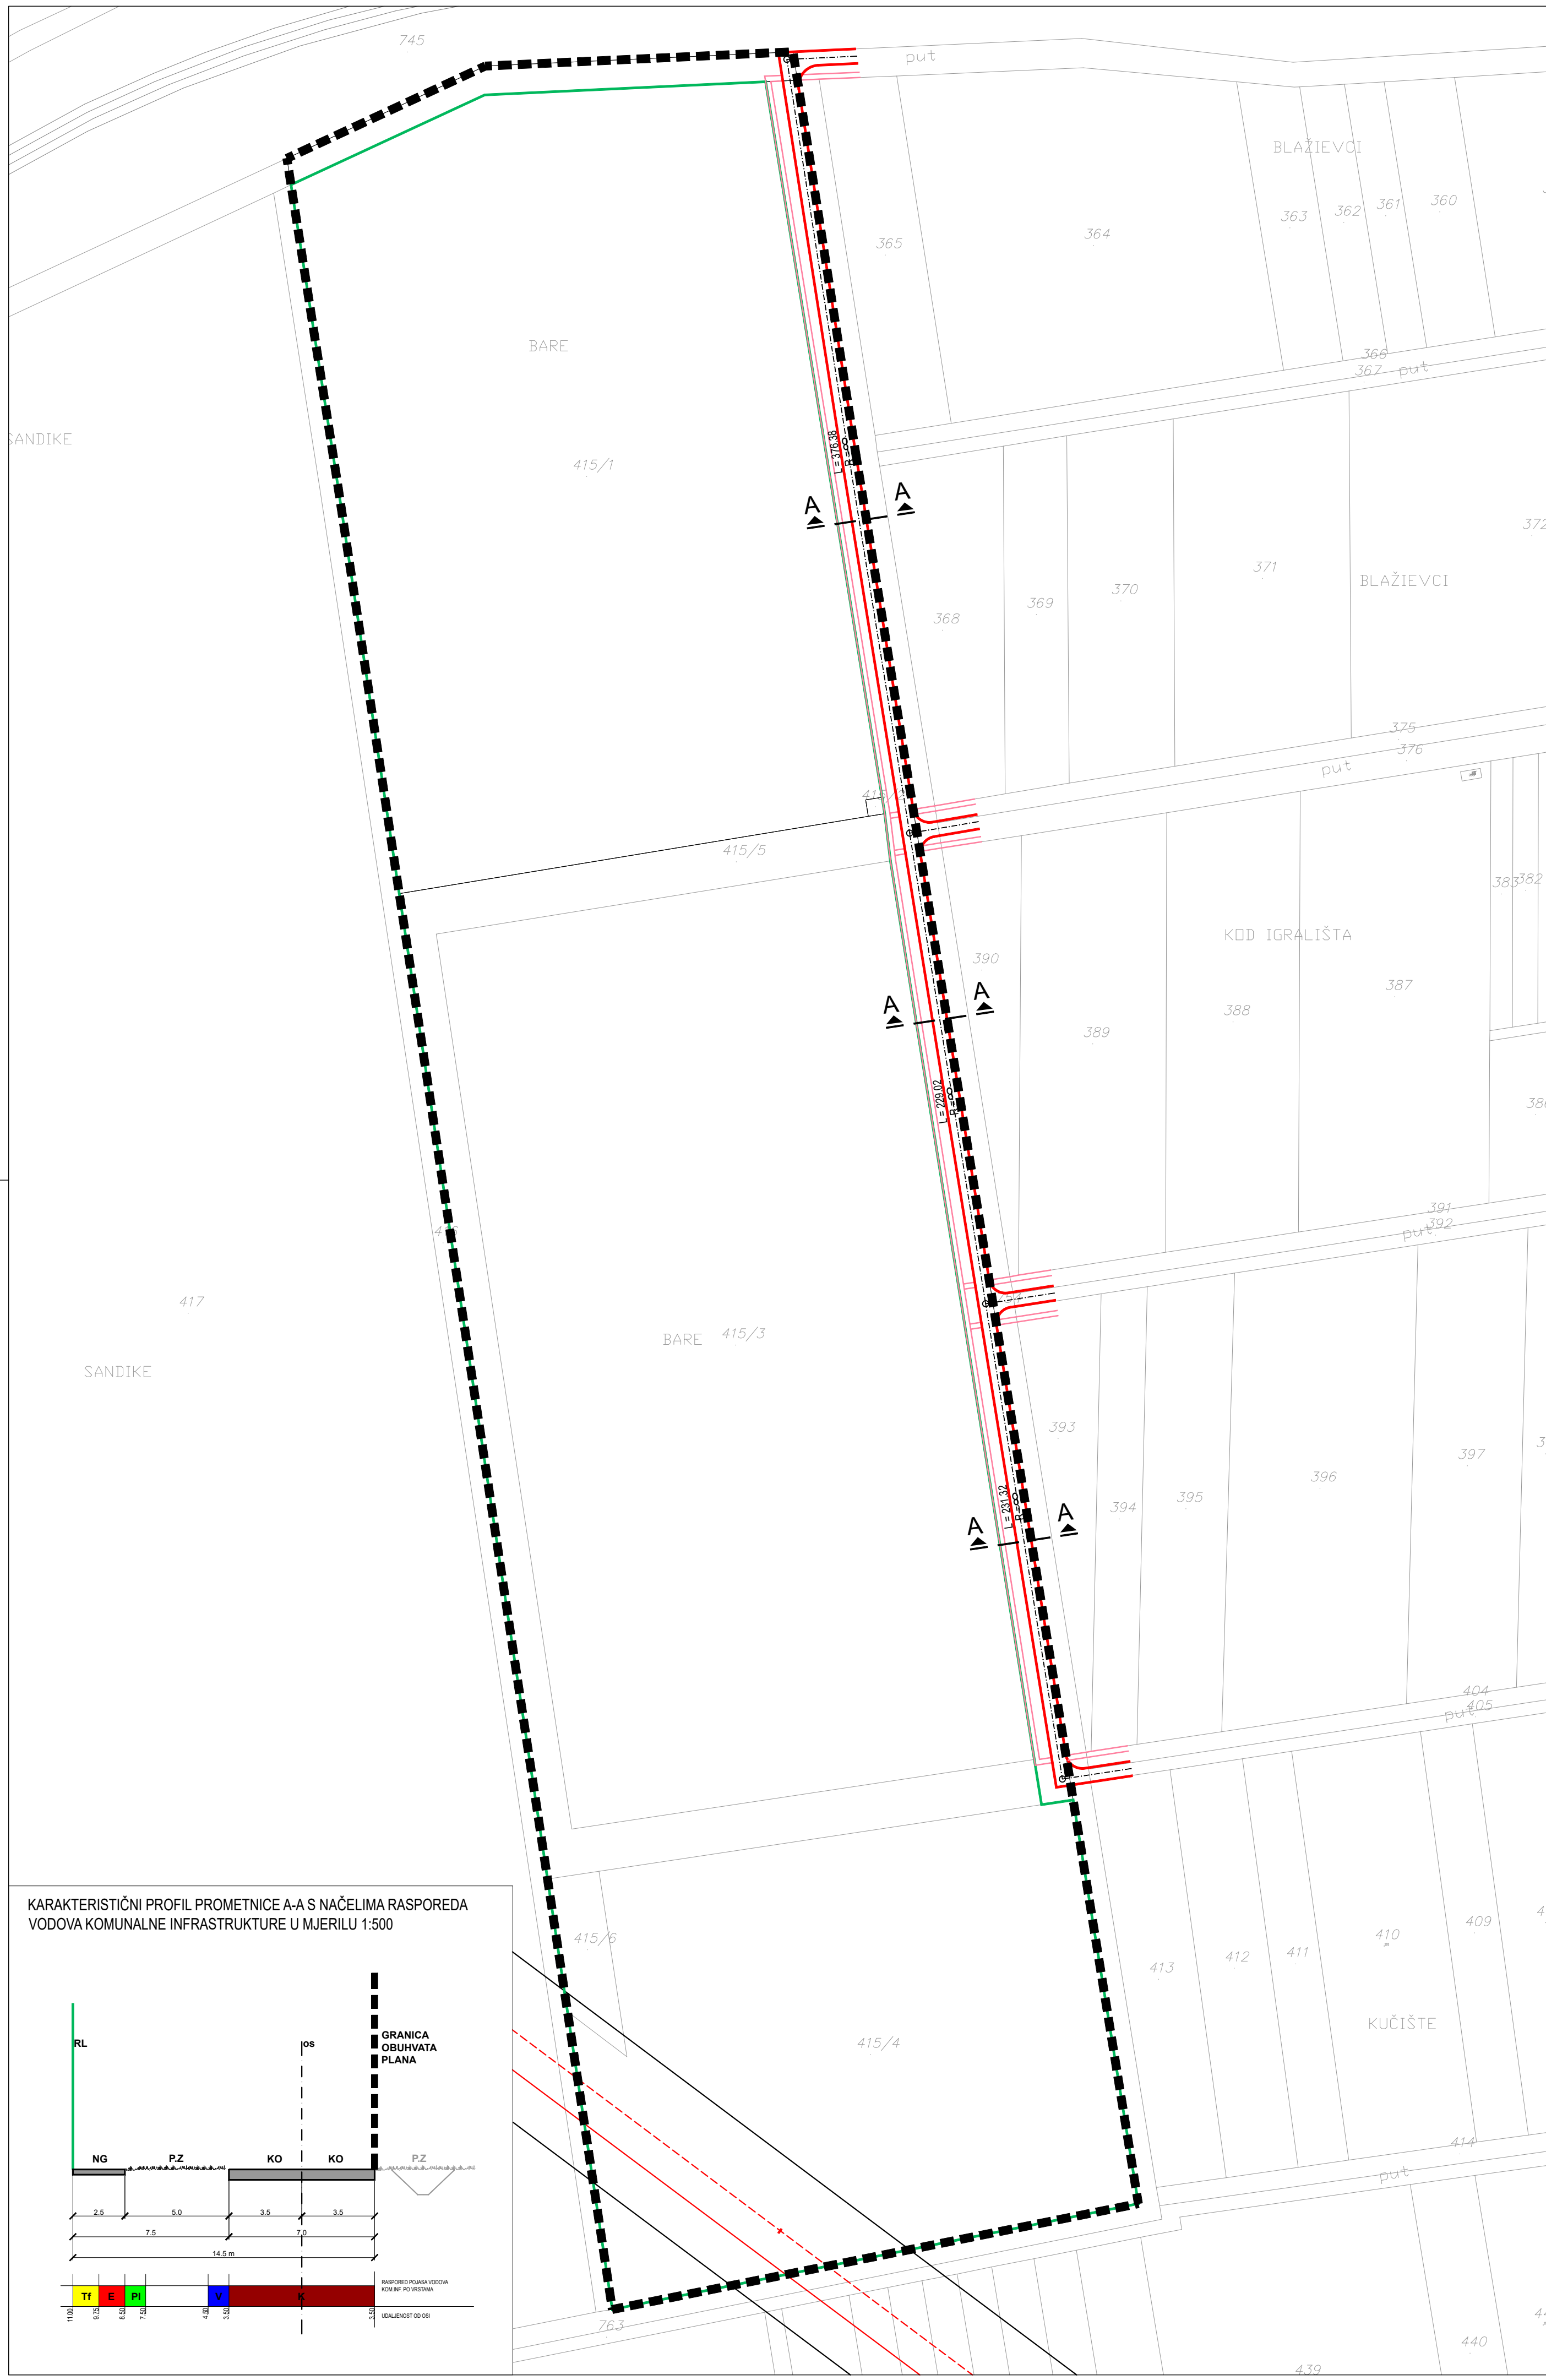 745
put
BLAŽIEVCI
363
362
361
360
365
364
BARE
366
367
put
SANDIKE
415/1
L = 376.38
R=∞
A
A
372
371
BLAŽIEVCI
370
369
368
375
376
put
415/5
383
382
KOD IGRALIŠTA
390
387
388
389
A
A
L = 229.02
R=∞
386
391
392
put
417
BARE
415/3
SANDIKE
393
397
396
395
394
L = 231.32
R=∞
A
A
404
405
put
KARAKTERISTIČNI PROFIL PROMETNICE A-A S NAČELIMA RASPOREDA
VODOVA KOMUNALNE INFRASTRUKTURE U MJERILU 1:500
415/6
415/4
413
412
411
410
409
KUČIŠTE
RL
os
GRANICA
OBUHVATA
PLANA
NG
P.Z
KO
KO
P.Z
2.5
5.0
3.5
3.5
7.5
7.0
14.5 m
Tf
E
Pl
V
K
RASPORED POJASA VODOVA
KOM.INF. PO VRSTAMA
11.00
9.75
8.50
7.50
4.50
3.50
3.50
UDALJENOST OD OSI
414
put
763
440
439